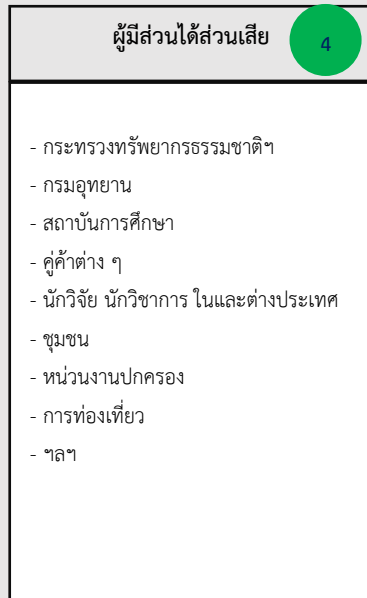 ผู้มีส่วนได้ส่วนเสีย
4
- กระทรวงทรัพยากรธรรมชาติฯ
- กรมอุทยาน
- สถาบันการศึกษา
- คู่ค้าต่าง ๆ
- นักวิจัย นักวิชาการ ในและต่างประเทศ
- ชุมชน
- หน่วนงานปกครอง
- การท่องเที่ยว
- ฯลฯ